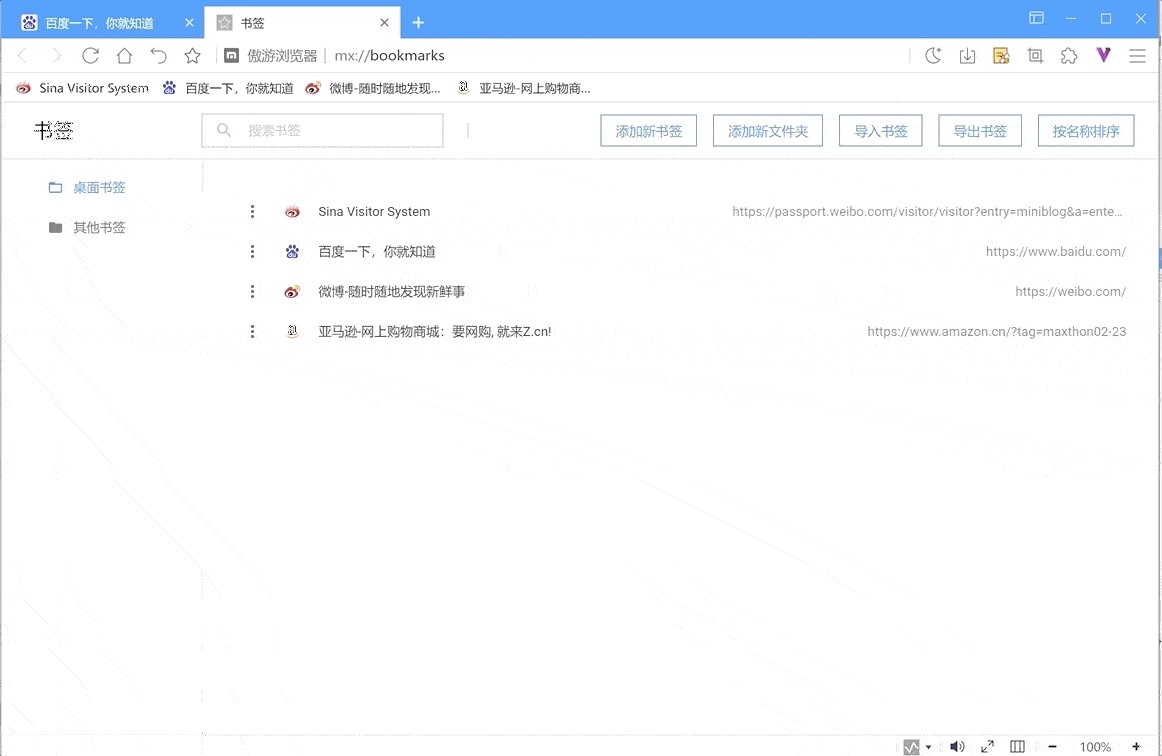 百度一下，你就知道
书签
傲游浏览器 mx://bookmarks
Sina Visitor System 百度一下，你就知道 微博-随时随地发现... 亚马逊-网上购物商...
书签 搜索书签 添加新书签 添加新文件夹 导入书签 导出书签 按名称排序
桌面书签
其他书签
Sina Visitor System https://passport.weibo.com/visitor/visitor?entry=miniblog&a=ente...
百度一下，你就知道 https://www.baidu.com/
微博-随时随地发现新鲜事 https://weibo.com/
亚马逊-网上购物商城：要网购, 就来Z.cn! https://www.amazon.cn/?tag=maxthon02-23
100%